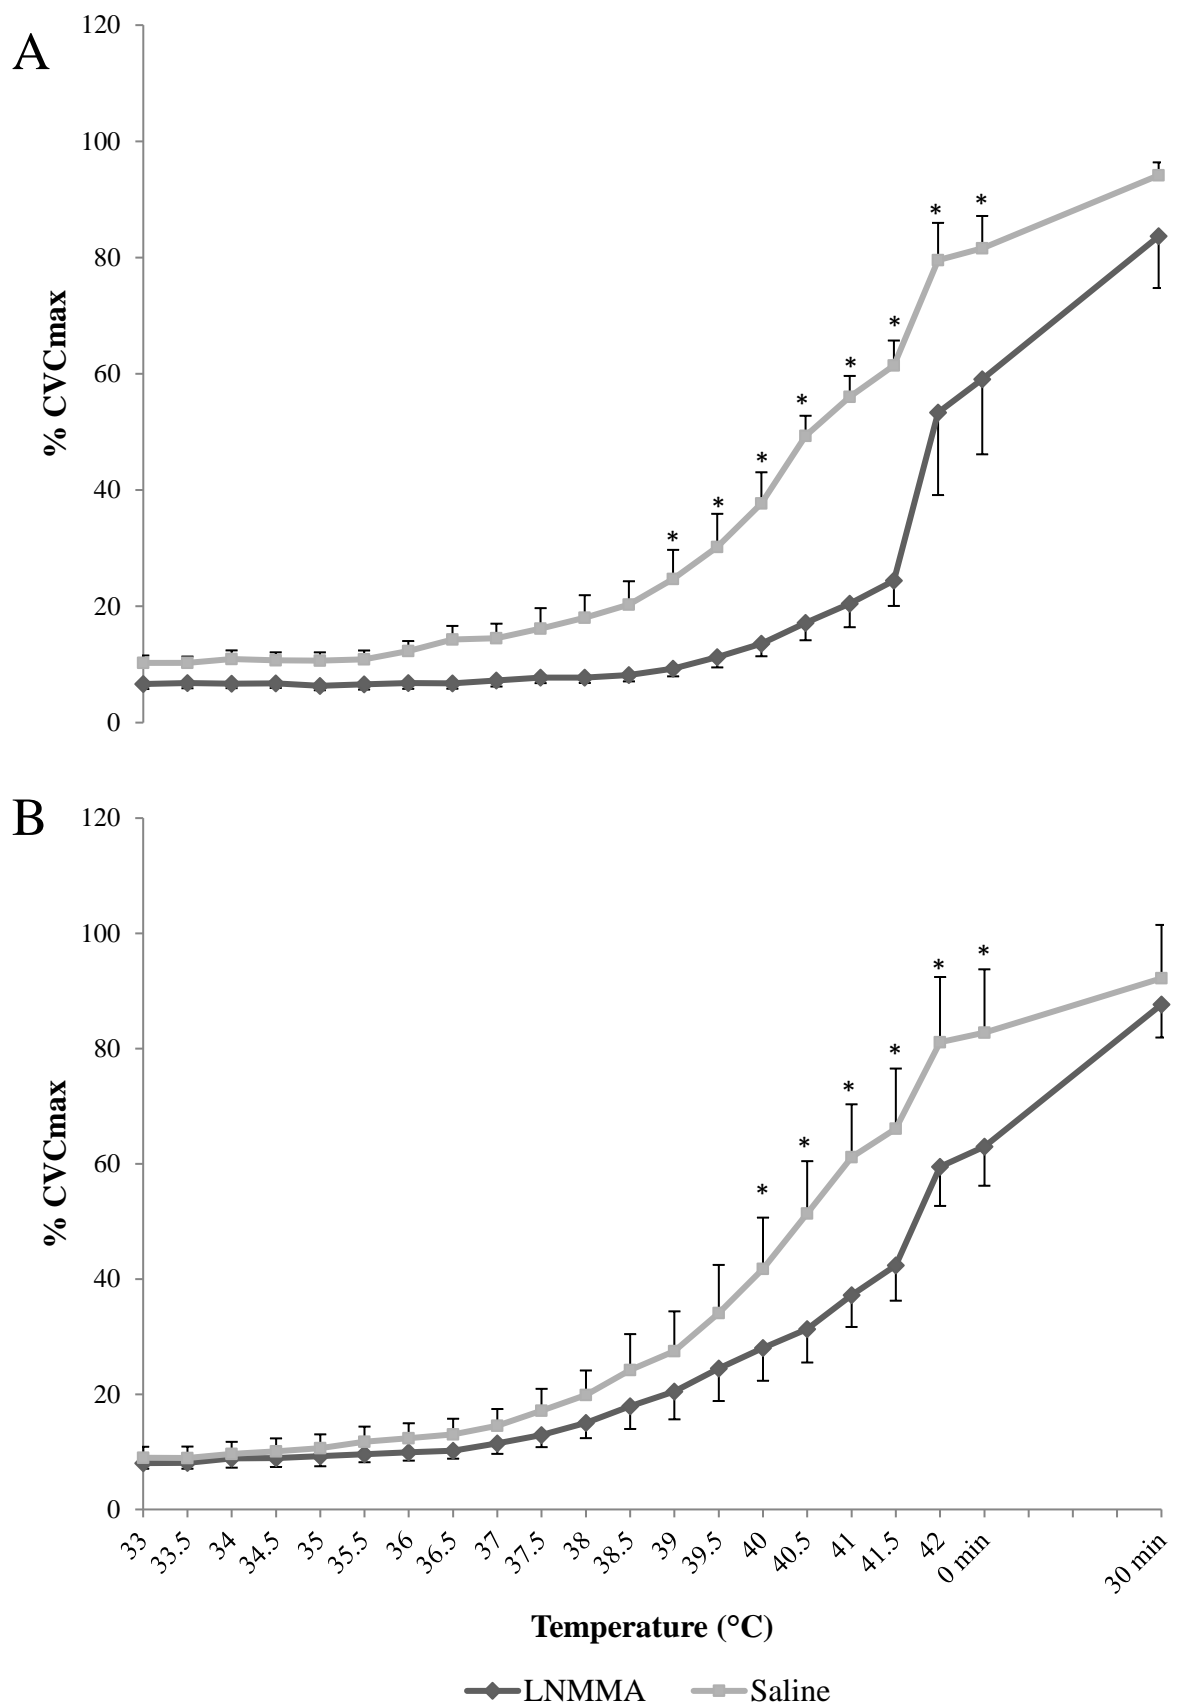 A
120
100
80
60
40
20
0
% CVCmax
* * * * * * * * *
B
120
100
80
60
40
20
0
% CVCmax
* * * * * *
33 33.5 34 34.5 35 35.5 36 36.5 37 37.5 38 38.5 39 39.5 40 40.5 41 41.5 42 0 min 30 min
Temperature (°C)
LNMMA Saline